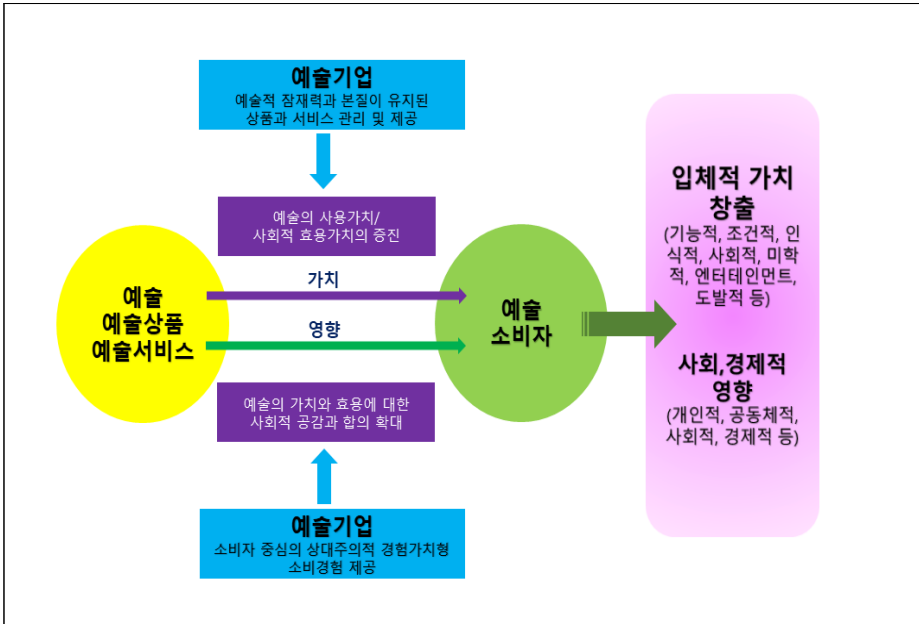 예술기업
예술적 잠재력과 본질이 유지된
상품과 서비스 관리 및 제공
예술의 사용가치/
사회적 효용가치의 증진
가치
예술
예술상품
예술서비스
영향
예술
소비자
예술의 가치와 효용에 대한
사회적 공감과 합의 확대
예술기업
소비자 중심의 상대주의적 경험가치형
소비경험 제공
입체적 가치
창출
(기능적, 조건적, 인
식적, 사회적, 미학
적, 엔터테인먼트,
도발적 등)
사회,경제적
영향
(개인적, 공동체적,
사회적, 경제적 등)